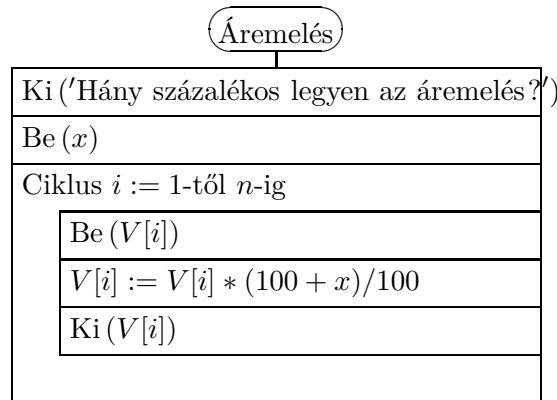 Áremelés
Ki('Hány százalékos legyen az áremelés?')
Be(x)
Ciklus i := 1-től n-ig
Be(V[i])
V[i] := V[i] * (100 + x)/100
Ki(V[i])